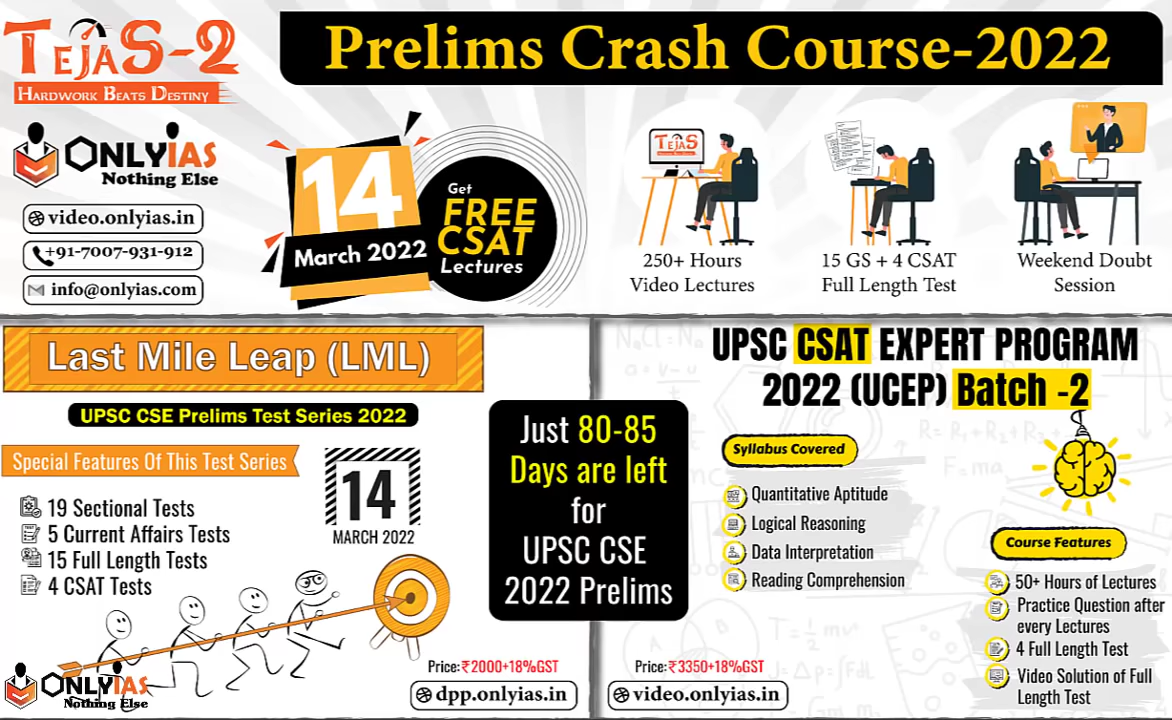 TEJAS-2
HARDWORK BEATS DESTINY
Prelims Crash Course-2022
ONLYIAS
Nothing Else
video.onlyias.in
+91-7007-931-912
info@onlyias.com
14
March 2022
Get
FREE
CSAT
Lectures
TEJAS
250+ Hours
Video Lectures
15 GS + 4 CSAT
Full Length Test
Weekend Doubt
Session
Last Mile Leap (LML)
UPSC CSE Prelims Test Series 2022
Special Features Of This Test Series
19 Sectional Tests
5 Current Affairs Tests
15 Full Length Tests
4 CSAT Tests
14
MARCH 2022
ONLYIAS
Nothing Else
Price:₹2000+18%GST
dpp.onlyias.in
Just 80-85
Days are left
for
UPSC CSE
2022 Prelims
UPSC CSAT EXPERT PROGRAM
2022 (UCEP) Batch -2
Syllabus Covered
Quantitative Aptitude
Logical Reasoning
Data Interpretation
Reading Comprehension
Course Features
50+ Hours of Lectures
Practice Question after
every Lectures
4 Full Length Test
Video Solution of Full
Length Test
Price:₹3350+18%GST
video.onlyias.in